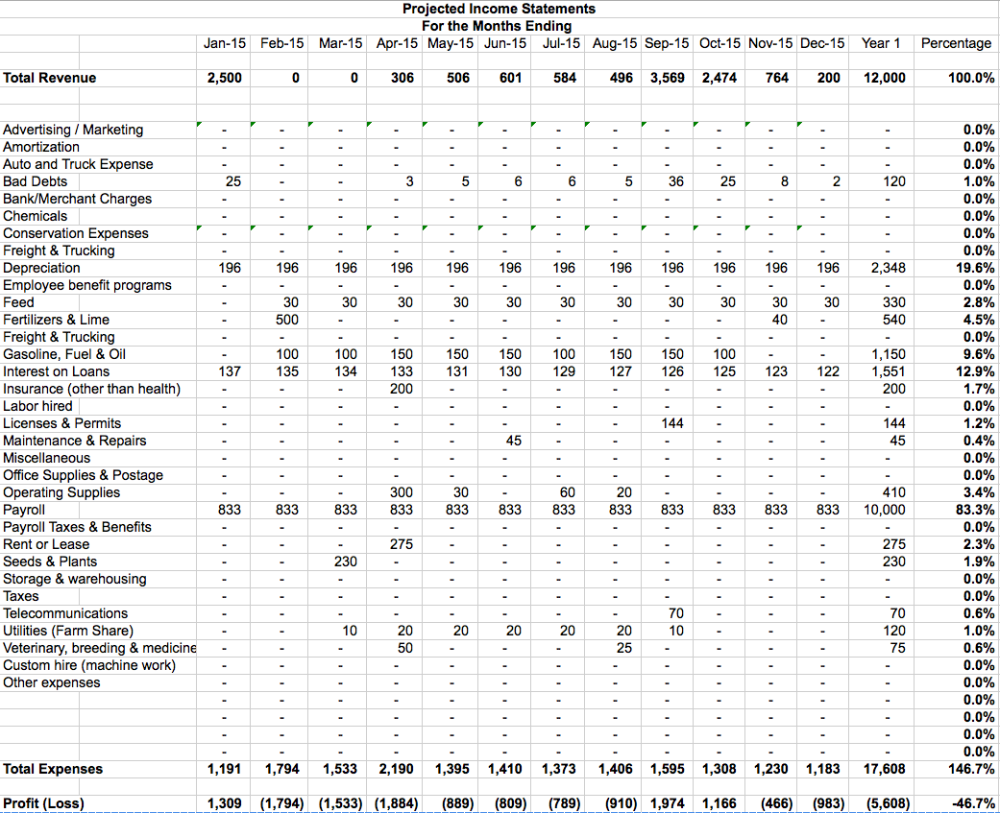 Projected Income Statements
For the Months Ending
Jan-15 Feb-15 Mar-15 Apr-15 May-15 Jun-15 Jul-15 Aug-15 Sep-15 Oct-15 Nov-15 Dec-15 Year 1 Percentage
Total Revenue 2,500 0 0 306 506 601 584 496 3,569 2,474 764 200 12,000 100.0%
Advertising / Marketing - - - - - - - - - - - - - 0.0%
Amortization - - - - - - - - - - - - - 0.0%
Auto and Truck Expense - - - - - - - - - - - - - 0.0%
Bad Debts 25 - - 3 5 6 6 5 36 25 8 2 120 1.0%
Bank/Merchant Charges - - - - - - - - - - - - - 0.0%
Chemicals - - - - - - - - - - - - - 0.0%
Conservation Expenses - - - - - - - - - - - - - 0.0%
Freight & Trucking - - - - - - - - - - - - - 0.0%
Depreciation 196 196 196 196 196 196 196 196 196 196 196 196 2,348 19.6%
Employee benefit programs - - - - - - - - - - - - - 0.0%
Feed - 30 30 30 30 30 30 30 30 30 30 30 330 2.8%
Fertilizers & Lime - 500 - - - - - - - - 40 - 540 4.5%
Freight & Trucking - - - - - - - - - - - - - 0.0%
Gasoline, Fuel & Oil - 100 100 150 150 150 100 150 150 100 - - 1,150 9.6%
Interest on Loans 137 135 134 133 131 130 129 127 126 125 123 122 1,551 12.9%
Insurance (other than health) - - - 200 - - - - - - - - 200 1.7%
Labor hired - - - - - - - - - - - - - 0.0%
Licenses & Permits - - - - - - - - 144 - - - 144 1.2%
Maintenance & Repairs - - - - - 45 - - - - - - 45 0.4%
Miscellaneous - - - - - - - - - - - - - 0.0%
Office Supplies & Postage - - - - - - - - - - - - - 0.0%
Operating Supplies - - - 300 30 - 60 20 - - - - 410 3.4%
Payroll 833 833 833 833 833 833 833 833 833 833 833 833 10,000 83.3%
Payroll Taxes & Benefits - - - - - - - - - - - - - 0.0%
Rent or Lease - - - 275 - - - - - - - - 275 2.3%
Seeds & Plants - - 230 - - - - - - - - - 230 1.9%
Storage & warehousing - - - - - - - - - - - - - 0.0%
Taxes - - - - - - - - - - - - - 0.0%
Telecommunications - - - - - - - - 70 - - - 70 0.6%
Utilities (Farm Share) - - 10 20 20 20 20 20 10 - - - 120 1.0%
Veterinary, breeding & medicine - - - 50 - - - 25 - - - - 75 0.6%
Custom hire (machine work) - - - - - - - - - - - - - 0.0%
Other expenses - - - - - - - - - - - - - 0.0%
- - - - - - - - - - - - - 0.0%
- - - - - - - - - - - - - 0.0%
- - - - - - - - - - - - - 0.0%
- - - - - - - - - - - - - 0.0%
Total Expenses 1,191 1,794 1,533 2,190 1,395 1,410 1,373 1,406 1,595 1,308 1,230 1,183 17,608 146.7%
Profit (Loss) 1,309 (1,794) (1,533) (1,884) (889) (809) (789) (910) 1,974 1,166 (466) (983) (5,608) -46.7%